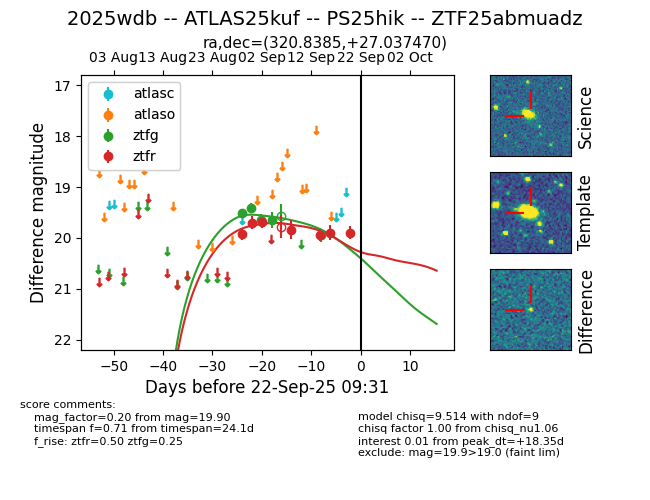 2025wdb -- ATLAS25kuf -- PS25hik -- ZTF25abmuadz
ra,dec=(320.8385,+27.037470)
03 Aug 13 Aug 23 Aug 02 Sep 12 Sep 22 Sep 02 Oct
17
18
19
20
21
22
Difference magnitude
atlasc
atlaso
ztfg
ztfr
−50 −40 −30 −20 −10 0 10
Days before 22-Sep-25 09:31
Science
Template
Difference
score comments:
mag_factor=0.20 from mag=19.90
timespan f=0.71 from timespan=24.1d
f_rise: ztfr=0.50 ztfg=0.25
model chisq=9.514 with ndof=9
chisq factor 1.00 from chisq_nu1.06
interest 0.01 from peak_dt=+18.35d
exclude: mag=19.9>19.0 (faint lim)